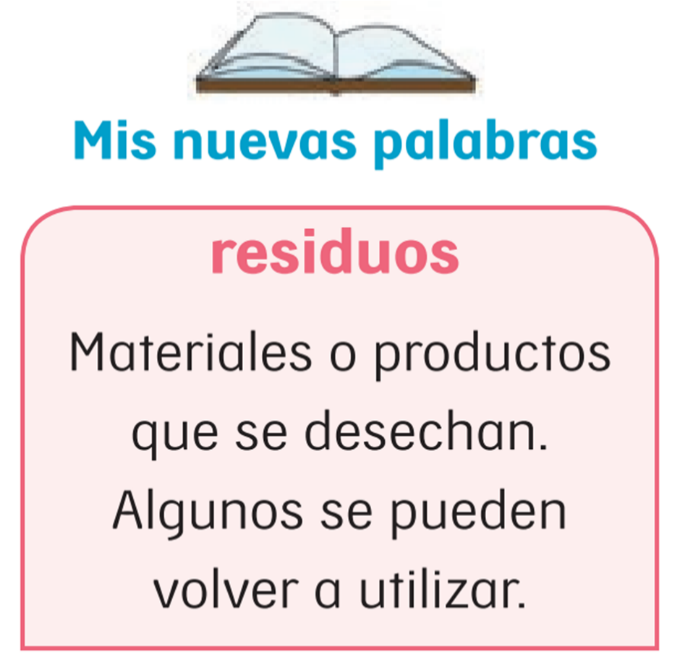 Mis nuevas palabras
residuos
Materiales o productos
que se desechan.
Algunos se pueden
volver a utilizar.